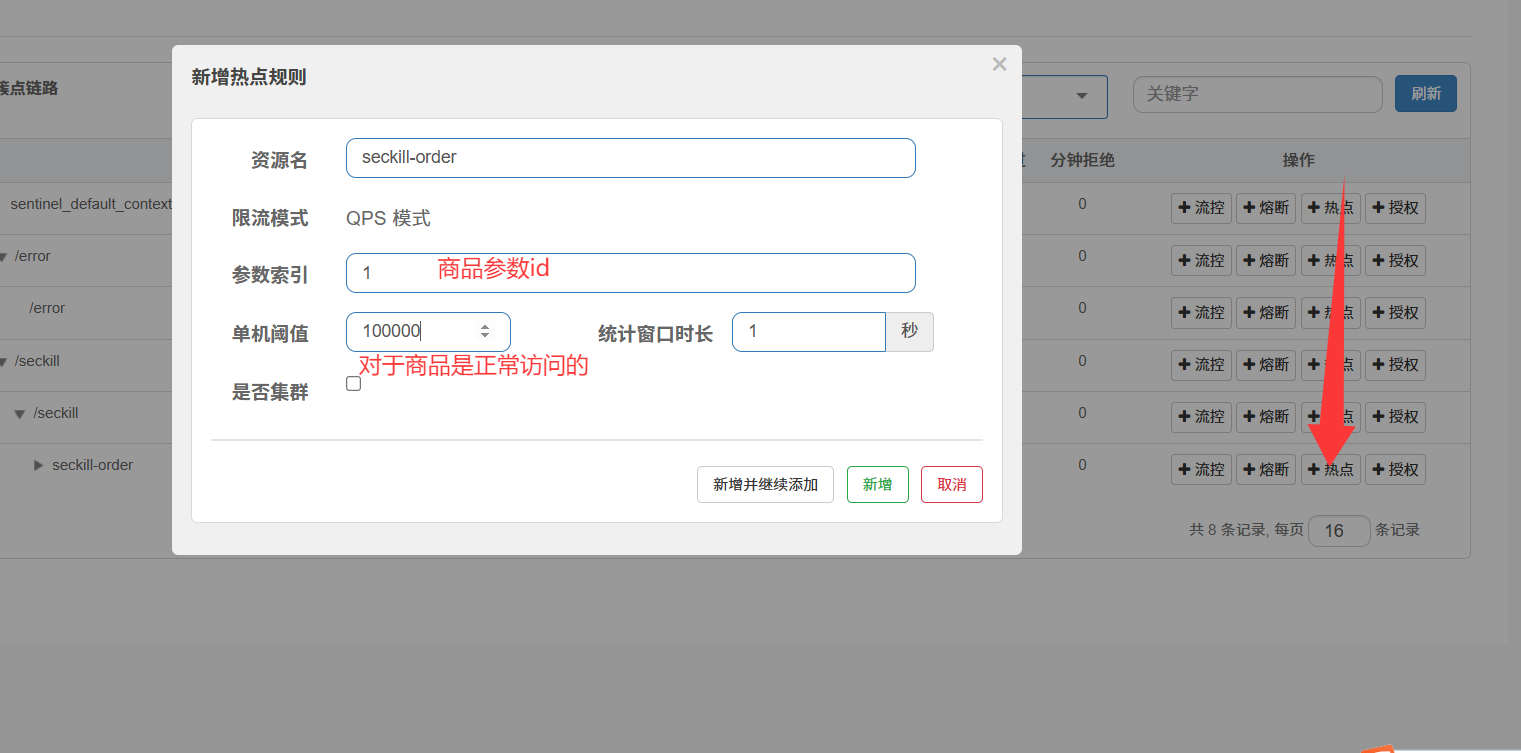 新增热点规则
×
资源名
seckill-order
限流模式
QPS 模式
参数索引
1
商品参数id
单机阈值
100000
统计窗口时长
1
秒
对于商品是正常访问的
是否集群
新增并继续添加
新增
取消
簇点链路
关键字
刷新
分钟拒绝
操作
sentinel_default_context
0
流控
熔断
热点
授权
/error
0
流控
熔断
热点
授权
/error
0
流控
熔断
热点
授权
/seckill
0
流控
熔断
热点
授权
/seckill
0
流控
熔断
热点
授权
seckill-order
0
流控
熔断
热点
授权
共 8 条记录, 每页 16 条记录